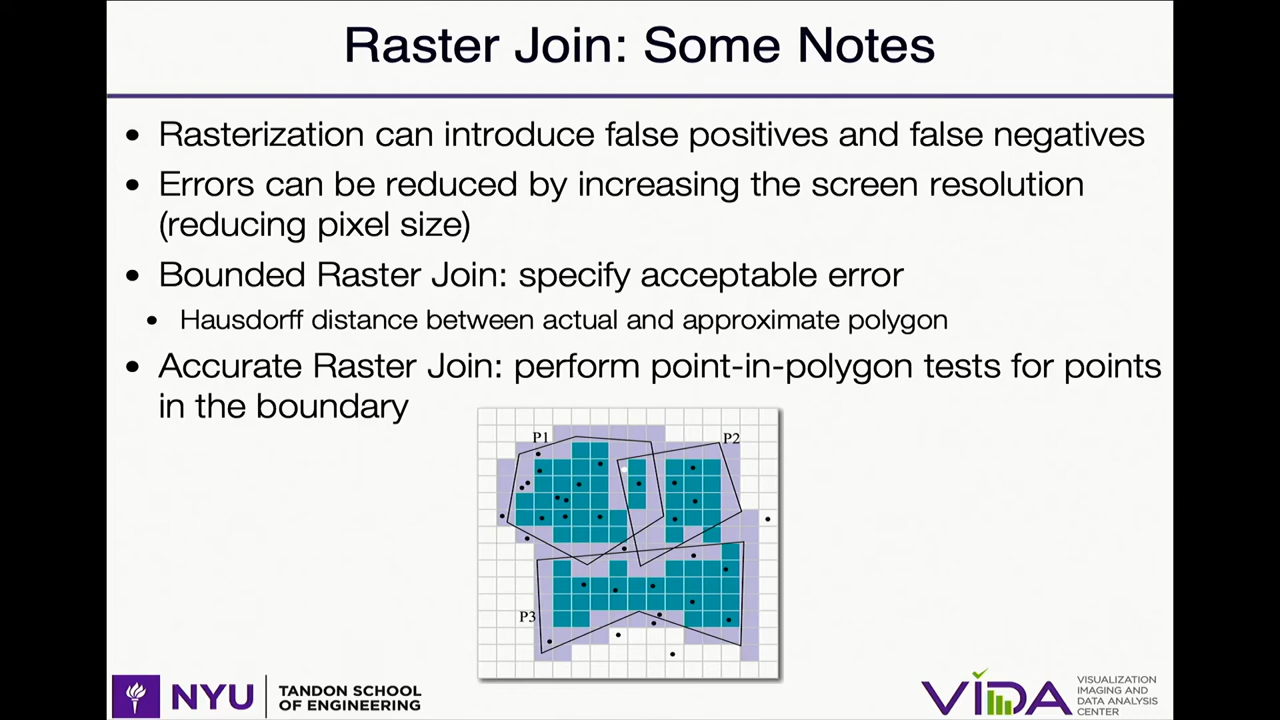 Raster Join: Some Notes
• Rasterization can introduce false positives and false negatives
• Errors can be reduced by increasing the screen resolution
(reducing pixel size)
• Bounded Raster Join: specify acceptable error
• Hausdorff distance between actual and approximate polygon
• Accurate Raster Join: perform point-in-polygon tests for points
in the boundary
P1
P2
P3
NYU
TANDON SCHOOL
OF ENGINEERING
VIDA
VISUALIZATION
IMAGING AND
DATA ANALYSIS
CENTER